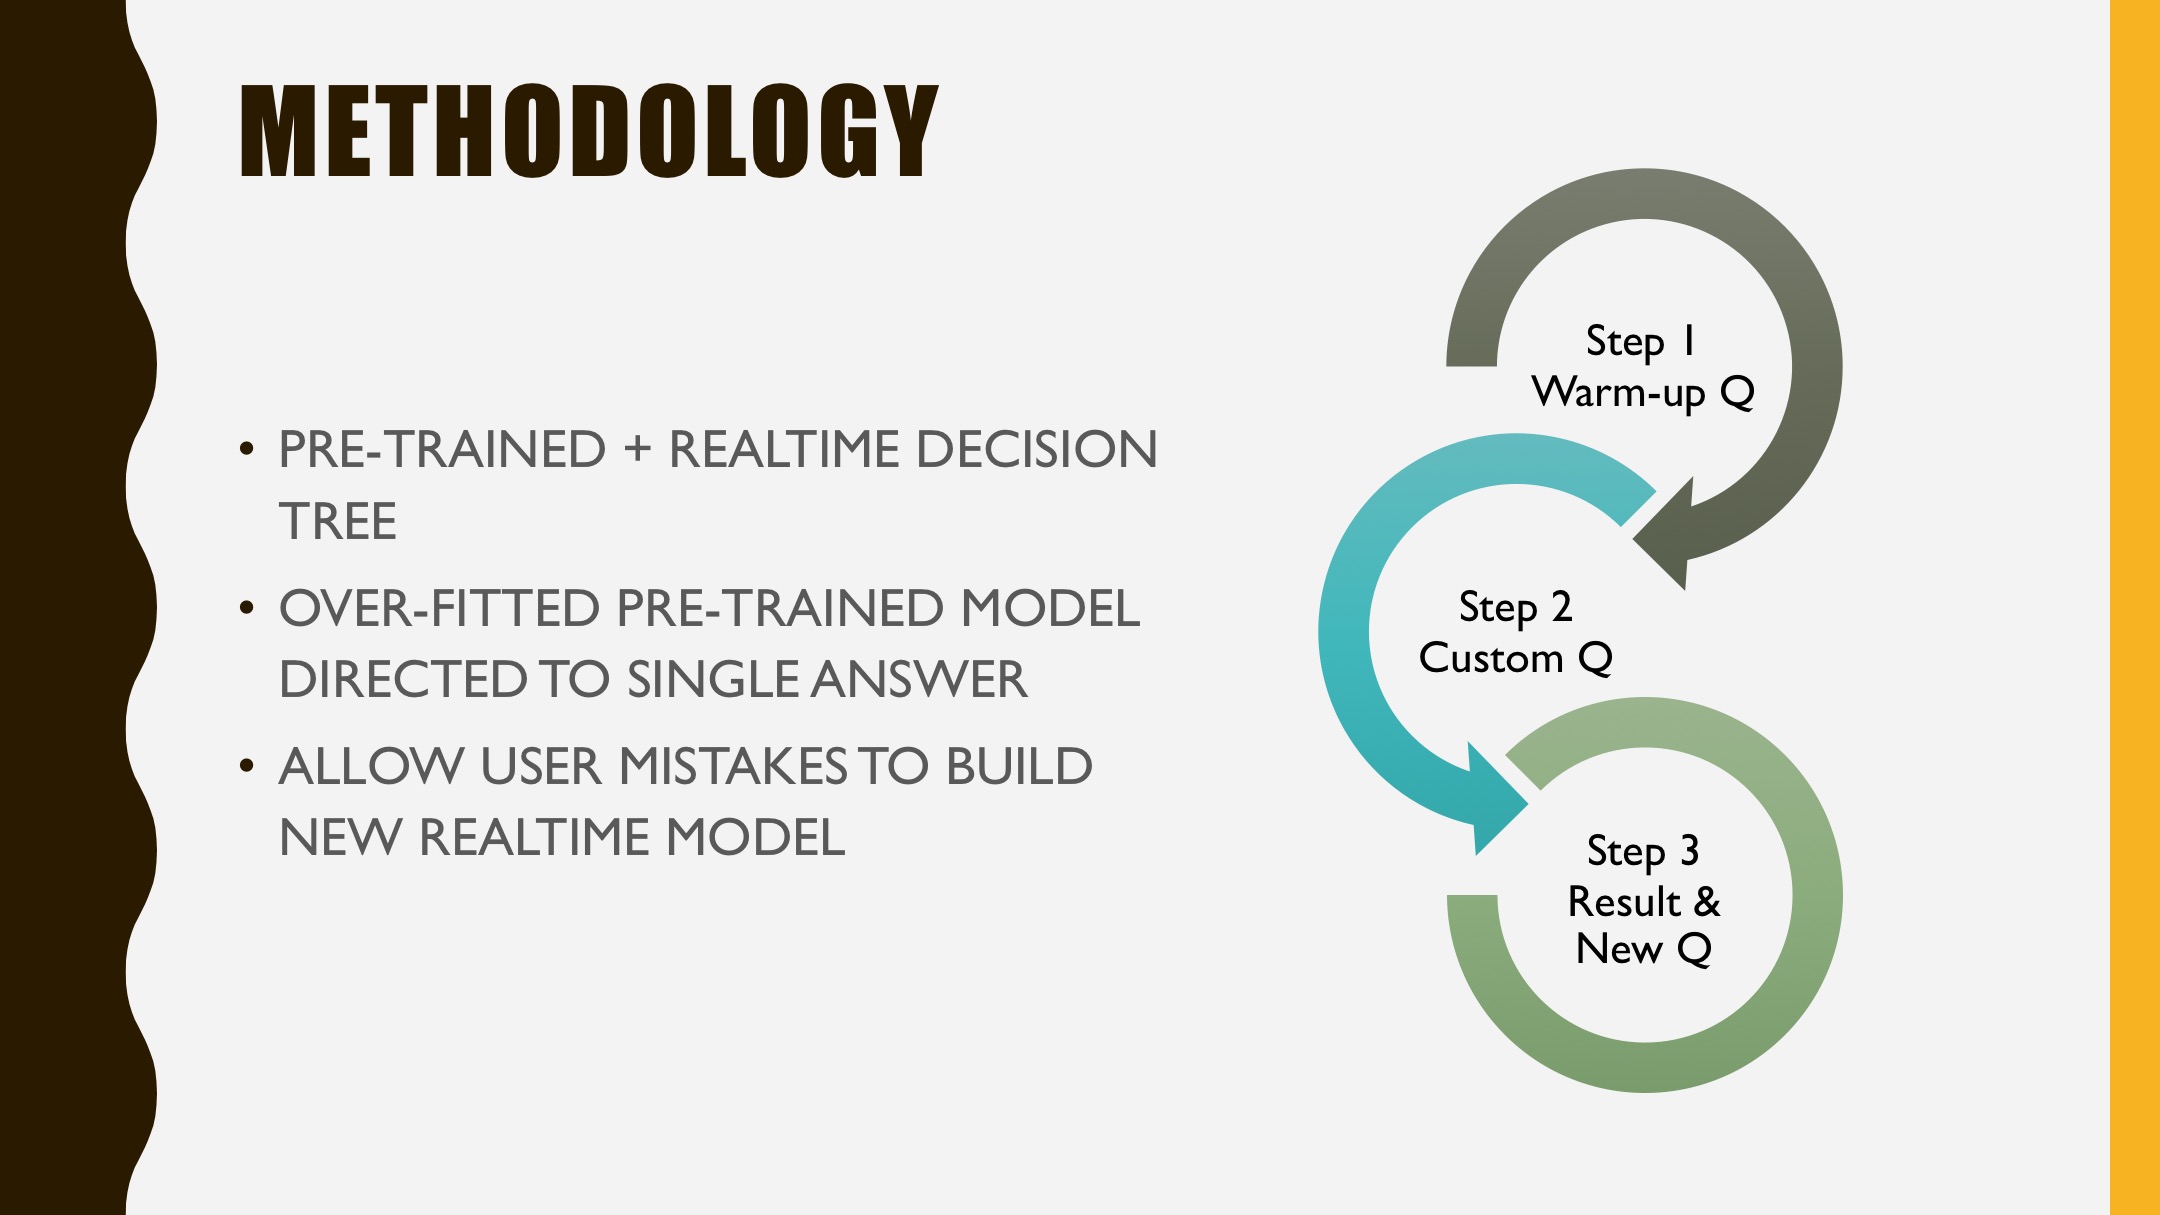 METHODOLOGY
• PRE-TRAINED + REALTIME DECISION
TREE
• OVER-FITTED PRE-TRAINED MODEL
DIRECTED TO SINGLE ANSWER
• ALLOW USER MISTAKES TO BUILD
NEW REALTIME MODEL
Step 1
Warm-up Q
Step 2
Custom Q
Step 3
Result &
New Q